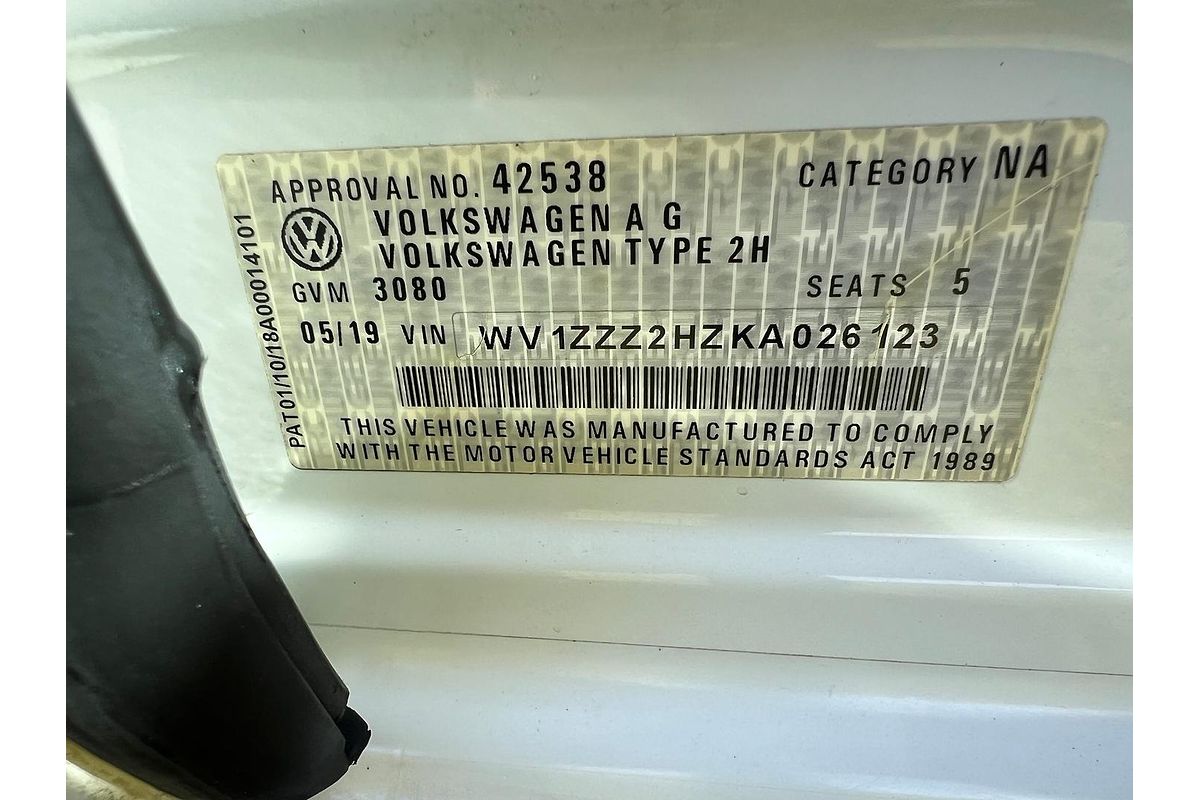 APPROVAL NO. 42538 CATEGORY NA
VOLKSWAGEN A G
VOLKSWAGEN TYPE 2H
GVM 3080 SEATS 5
05/19 VIN WV1ZZZ2HZKA026123
THIS VEHICLE WAS MANUFACTURED TO COMPLY
WITH THE MOTOR VEHICLE STANDARDS ACT 1989
PAT01/10/18A00014101